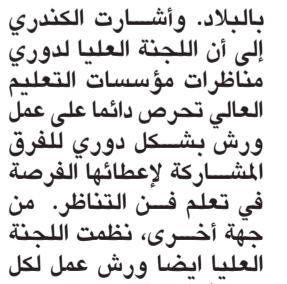 بالبلاد. وأشارت الكندري
إلى أن اللجنة العليا لدوري
مناظرات مؤسسات التعليم
العالي تحرص دائما على عمل
ورش بشكل دوري للفرق
المشاركة لإعطائها الفرصة
في تعلم فن التناظر. من
جهة أخرى، نظمت اللجنة
العليا ايضا ورش عمل لكل